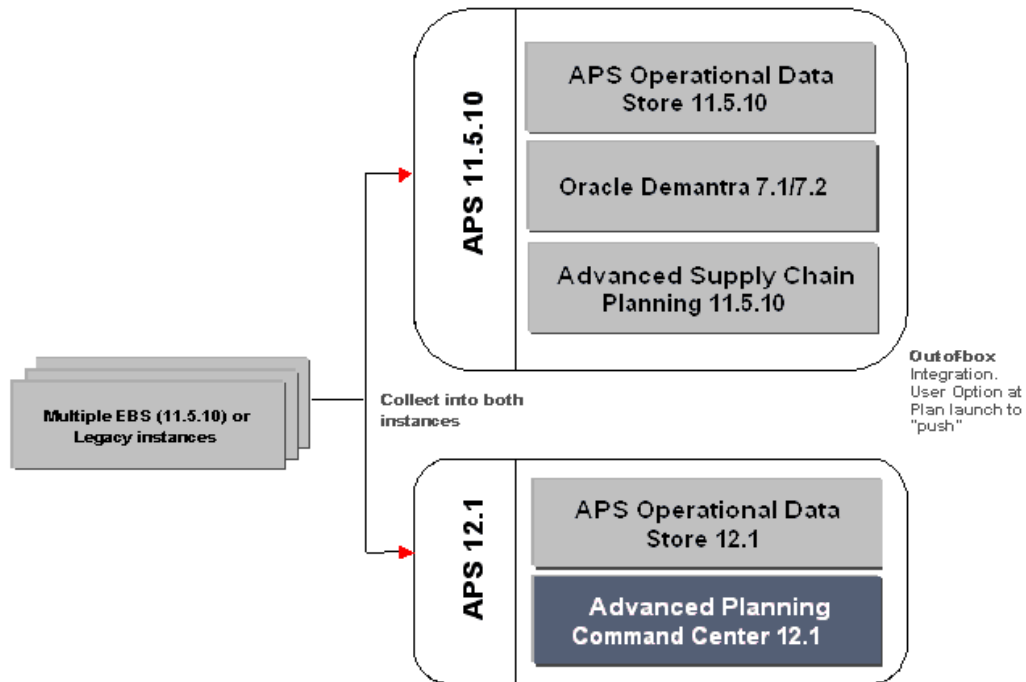 APS 11.5.10
APS Operational Data
Store 11.5.10
Oracle Demantra 7.1/7.2
Advanced Supply Chain
Planning 11.5.10
Multiple EBS (11.5.10) or
Legacy instances
Collect into both
instances
Outofbox
Integration.
User Option at
Plan launch to
"push"
APS 12.1
APS Operational Data
Store 12.1
Advanced Planning
Command Center 12.1